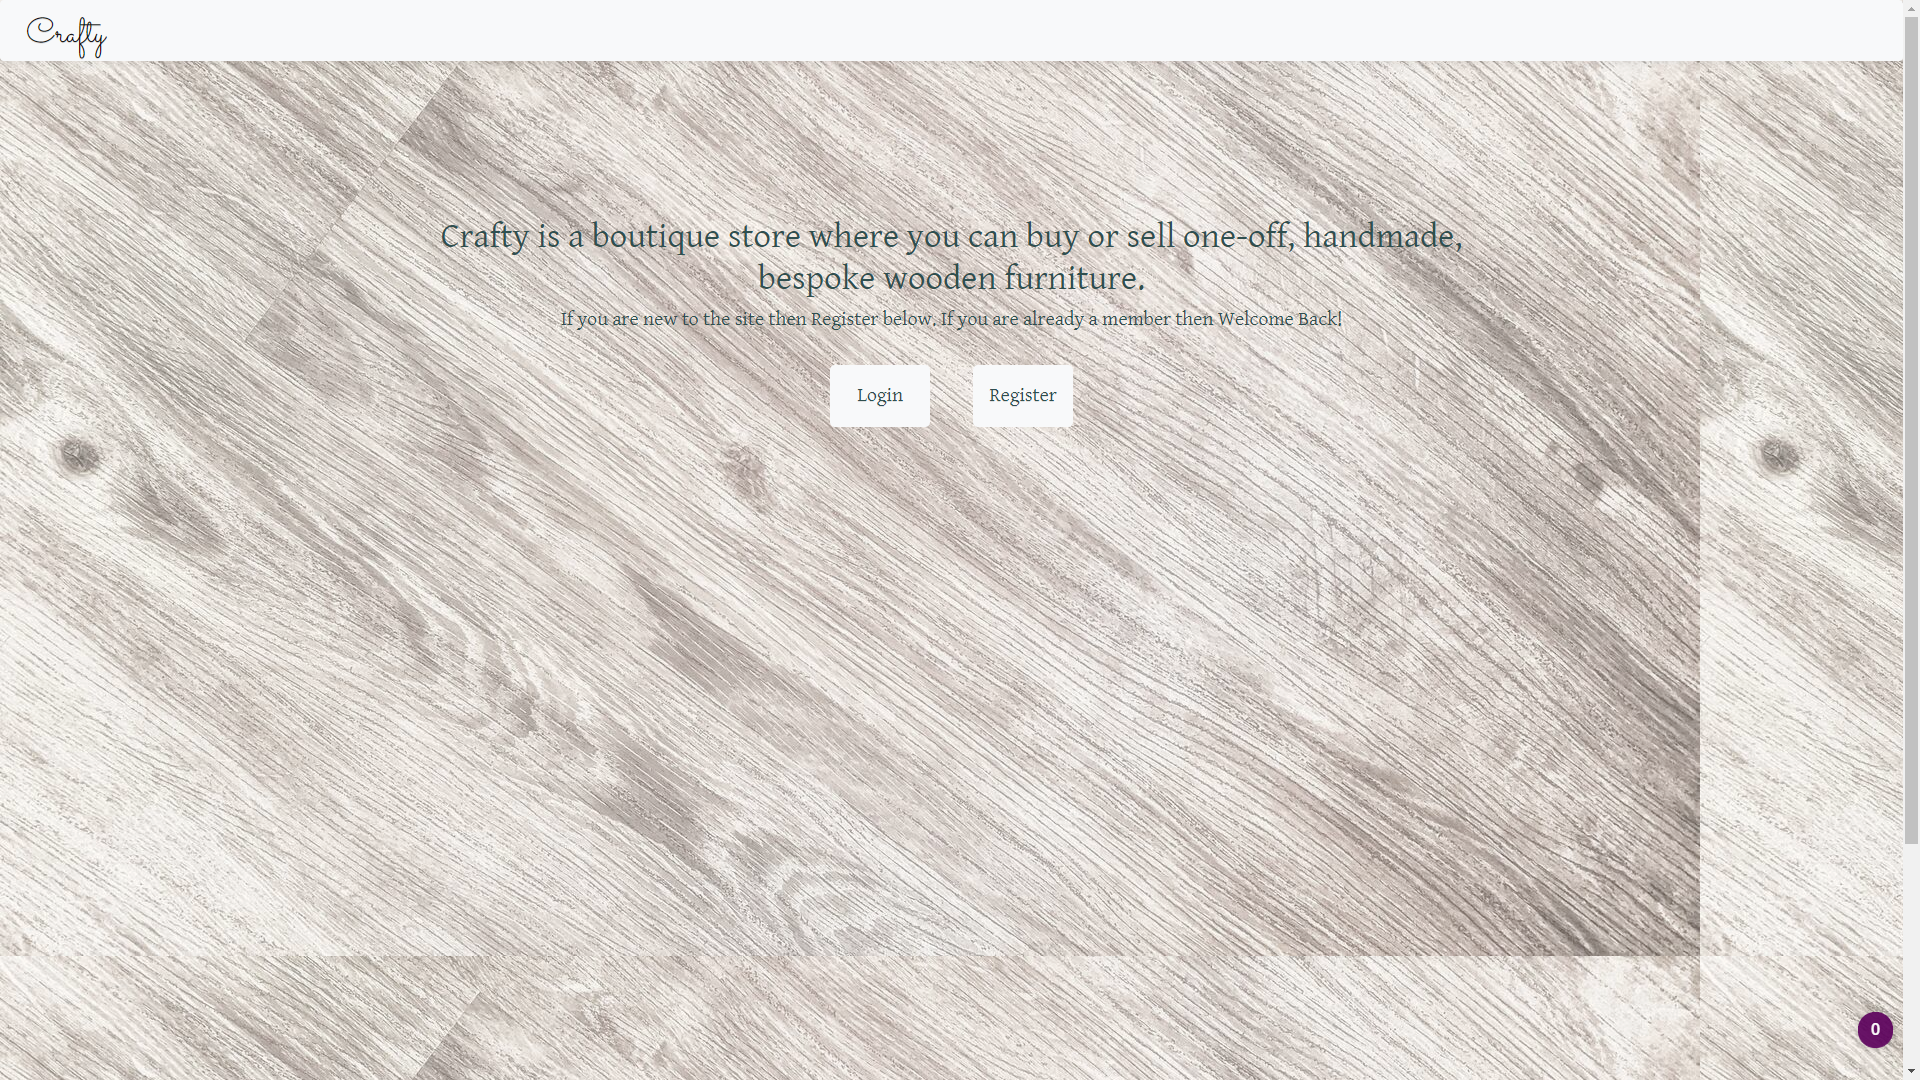 Crafty
Crafty is a boutique store where you can buy or sell one-off, handmade,
bespoke wooden furniture.
If you are new to the site then Register below. If you are already a member then Welcome Back!
Login
Register
0